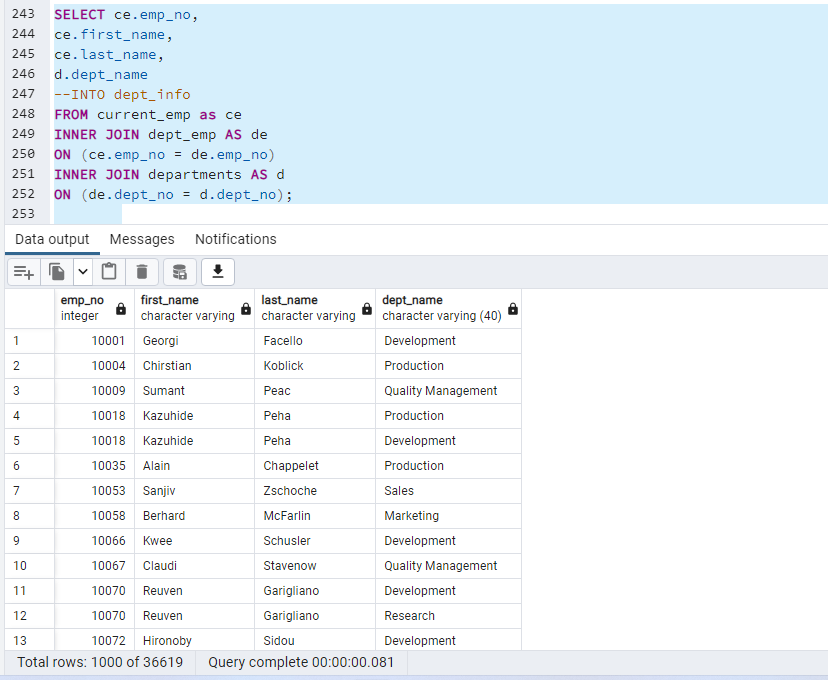 243 SELECT ce.emp_no,
244 ce.first_name,
245 ce.last_name,
246 d.dept_name
247 --INTO dept_info
248 FROM current_emp as ce
249 INNER JOIN dept_emp AS de
250 ON (ce.emp_no = de.emp_no)
251 INNER JOIN departments AS d
252 ON (de.dept_no = d.dept_no);
253
Data output Messages Notifications
emp_no first_name last_name dept_name
integer character varying character varying character varying (40)
1 10001 Georgi Facello Development
2 10004 Chirstian Koblick Production
3 10009 Sumant Peac Quality Management
4 10018 Kazuhide Peha Production
5 10018 Kazuhide Peha Development
6 10035 Alain Chappelet Production
7 10053 Sanjiv Zschoche Sales
8 10058 Berhard McFarlin Marketing
9 10066 Kwee Schusler Development
10 10067 Claudi Stavenow Quality Management
11 10070 Reuven Garigliano Development
12 10070 Reuven Garigliano Research
13 10072 Hironoby Sidou Development
Total rows: 1000 of 36619 Query complete 00:00:00.081